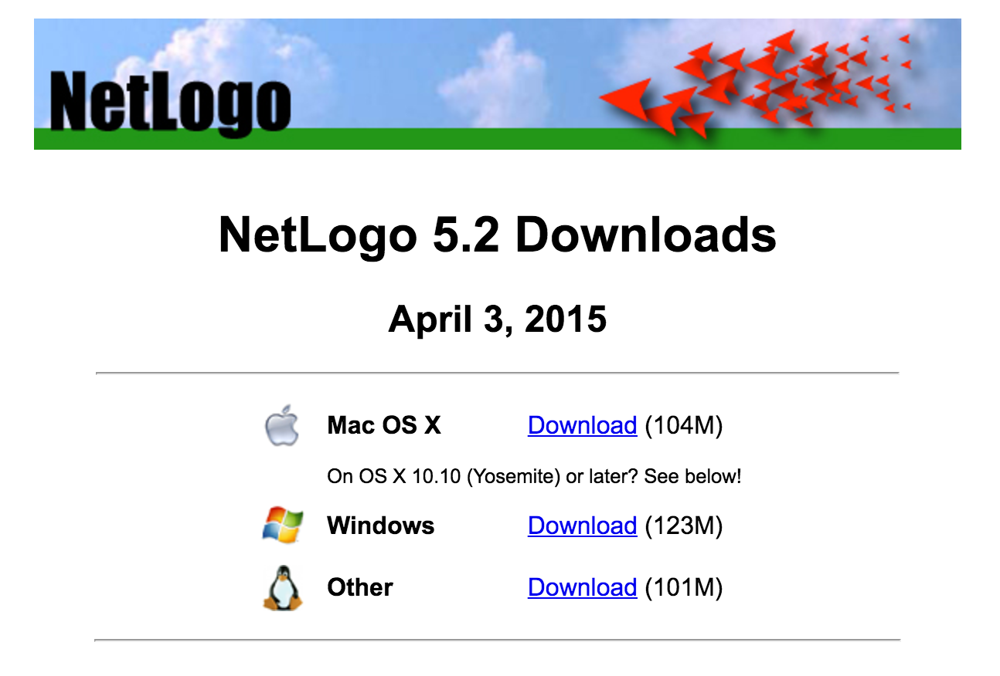 NetLogo
NetLogo 5.2 Downloads
April 3, 2015
Mac OS X Download (104M)
On OS X 10.10 (Yosemite) or later? See below!
Windows Download (123M)
Other Download (101M)